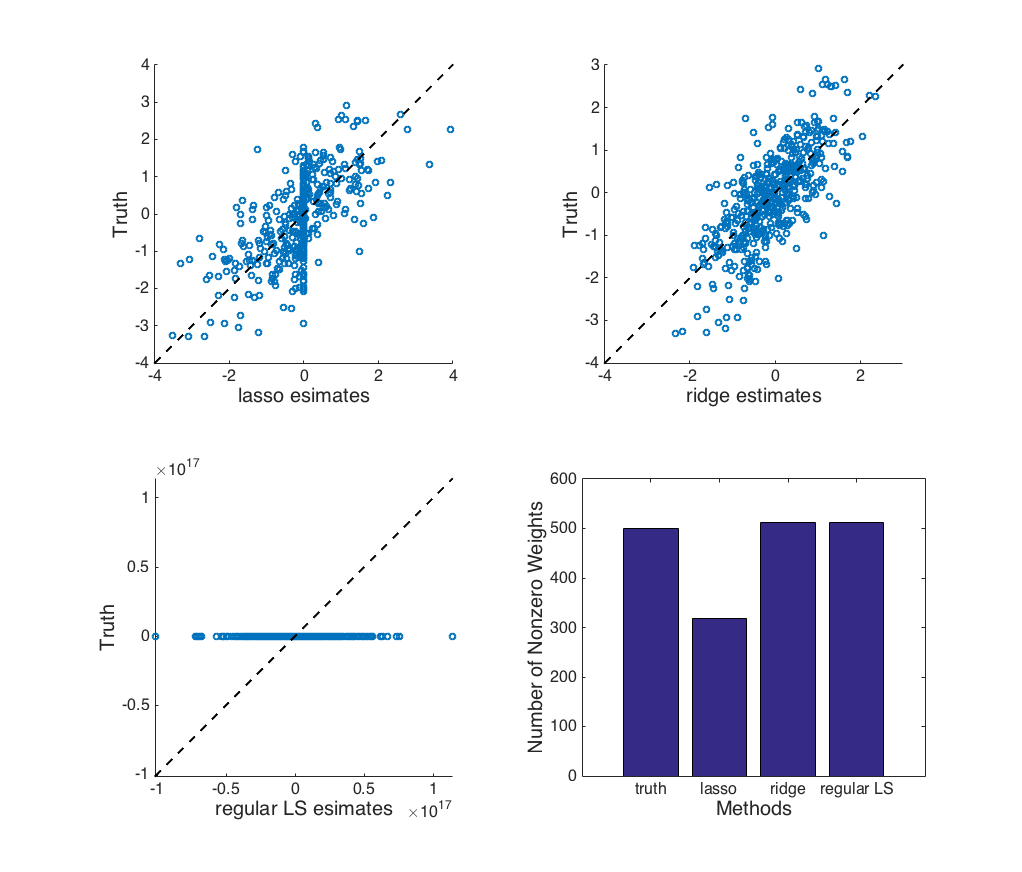 4
3
2
1
0
-1
-2
-3
-4
Truth
-4 -2 0 2 4
lasso esimates
3
2
1
0
-1
-2
-3
-4
Truth
-4 -2 0 2
ridge estimates
×10^17
1
0.5
0
-0.5
-1
Truth
-1 -0.5 0 0.5 1
regular LS esimates ×10^17
600
500
400
300
200
100
0
Number of Nonzero Weights
truth lasso ridge regular LS
Methods